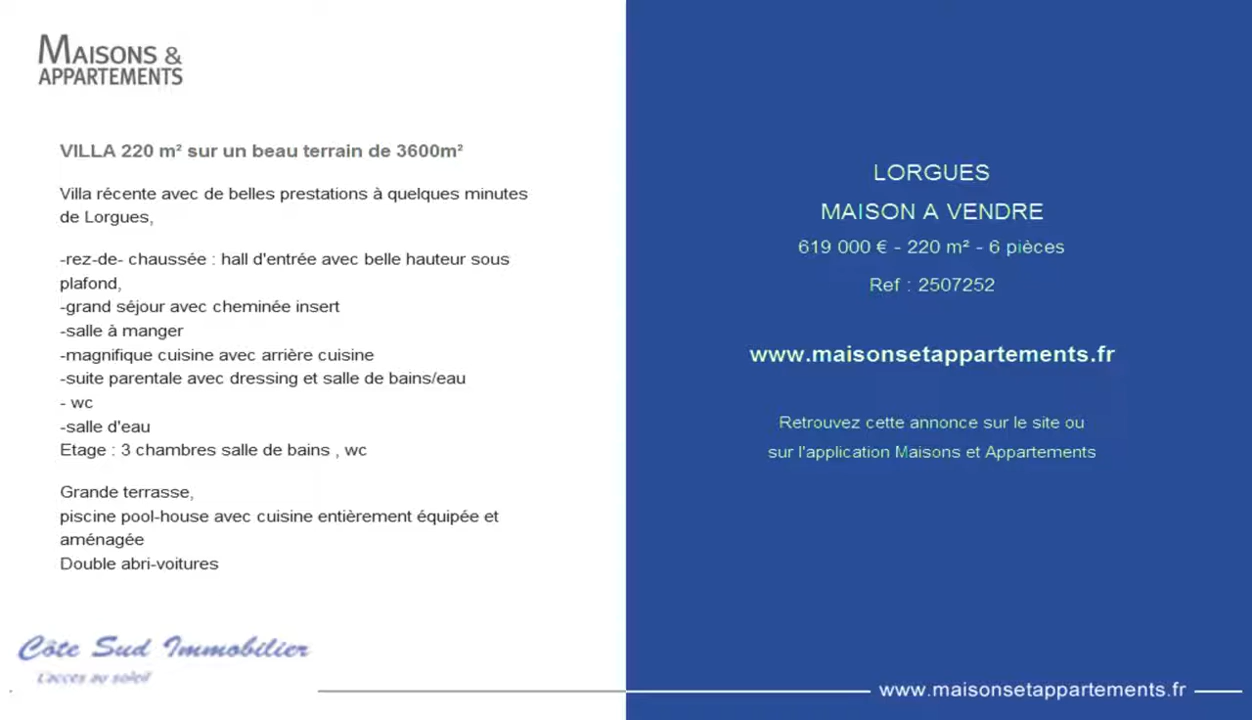 MAISONS &
APPARTEMENTS
VILLA 220 m² sur un beau terrain de 3600m²
Villa récente avec de belles prestations à quelques minutes
de Lorgues,
-rez-de- chaussée : hall d'entrée avec belle hauteur sous
plafond,
-grand séjour avec cheminée insert
-salle à manger
-magnifique cuisine avec arrière cuisine
-suite parentale avec dressing et salle de bains/eau
- wc
-salle d'eau
Etage : 3 chambres salle de bains , wc
Grande terrasse,
piscine pool-house avec cuisine entièrement équipée et
aménagée
Double abri-voitures
Côte Sud Immobilier
L'accès au soleil
LORGUES
MAISON A VENDRE
619 000 € - 220 m² - 6 pièces
Ref : 2507252
www.maisonsetappartements.fr
Retrouvez cette annonce sur le site ou
sur l'application Maisons et Appartements
www.maisonsetappartements.fr